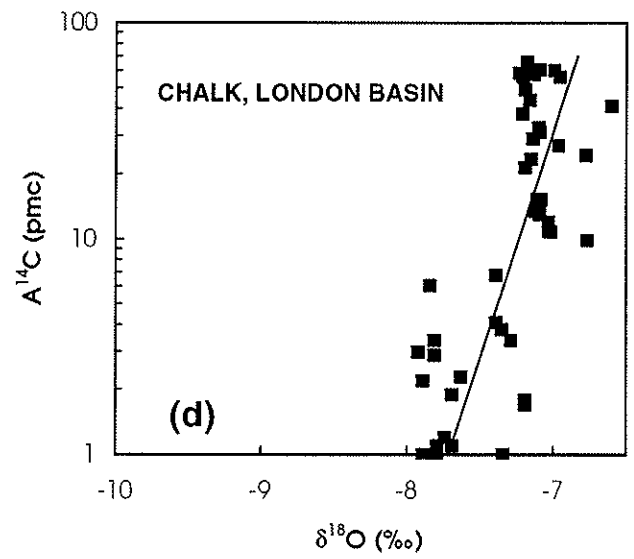 100
CHALK, LONDON BASIN
A¹⁴C (pmc)
10
(d)
1
-10 -9 -8 -7
δ¹⁸O (‰)